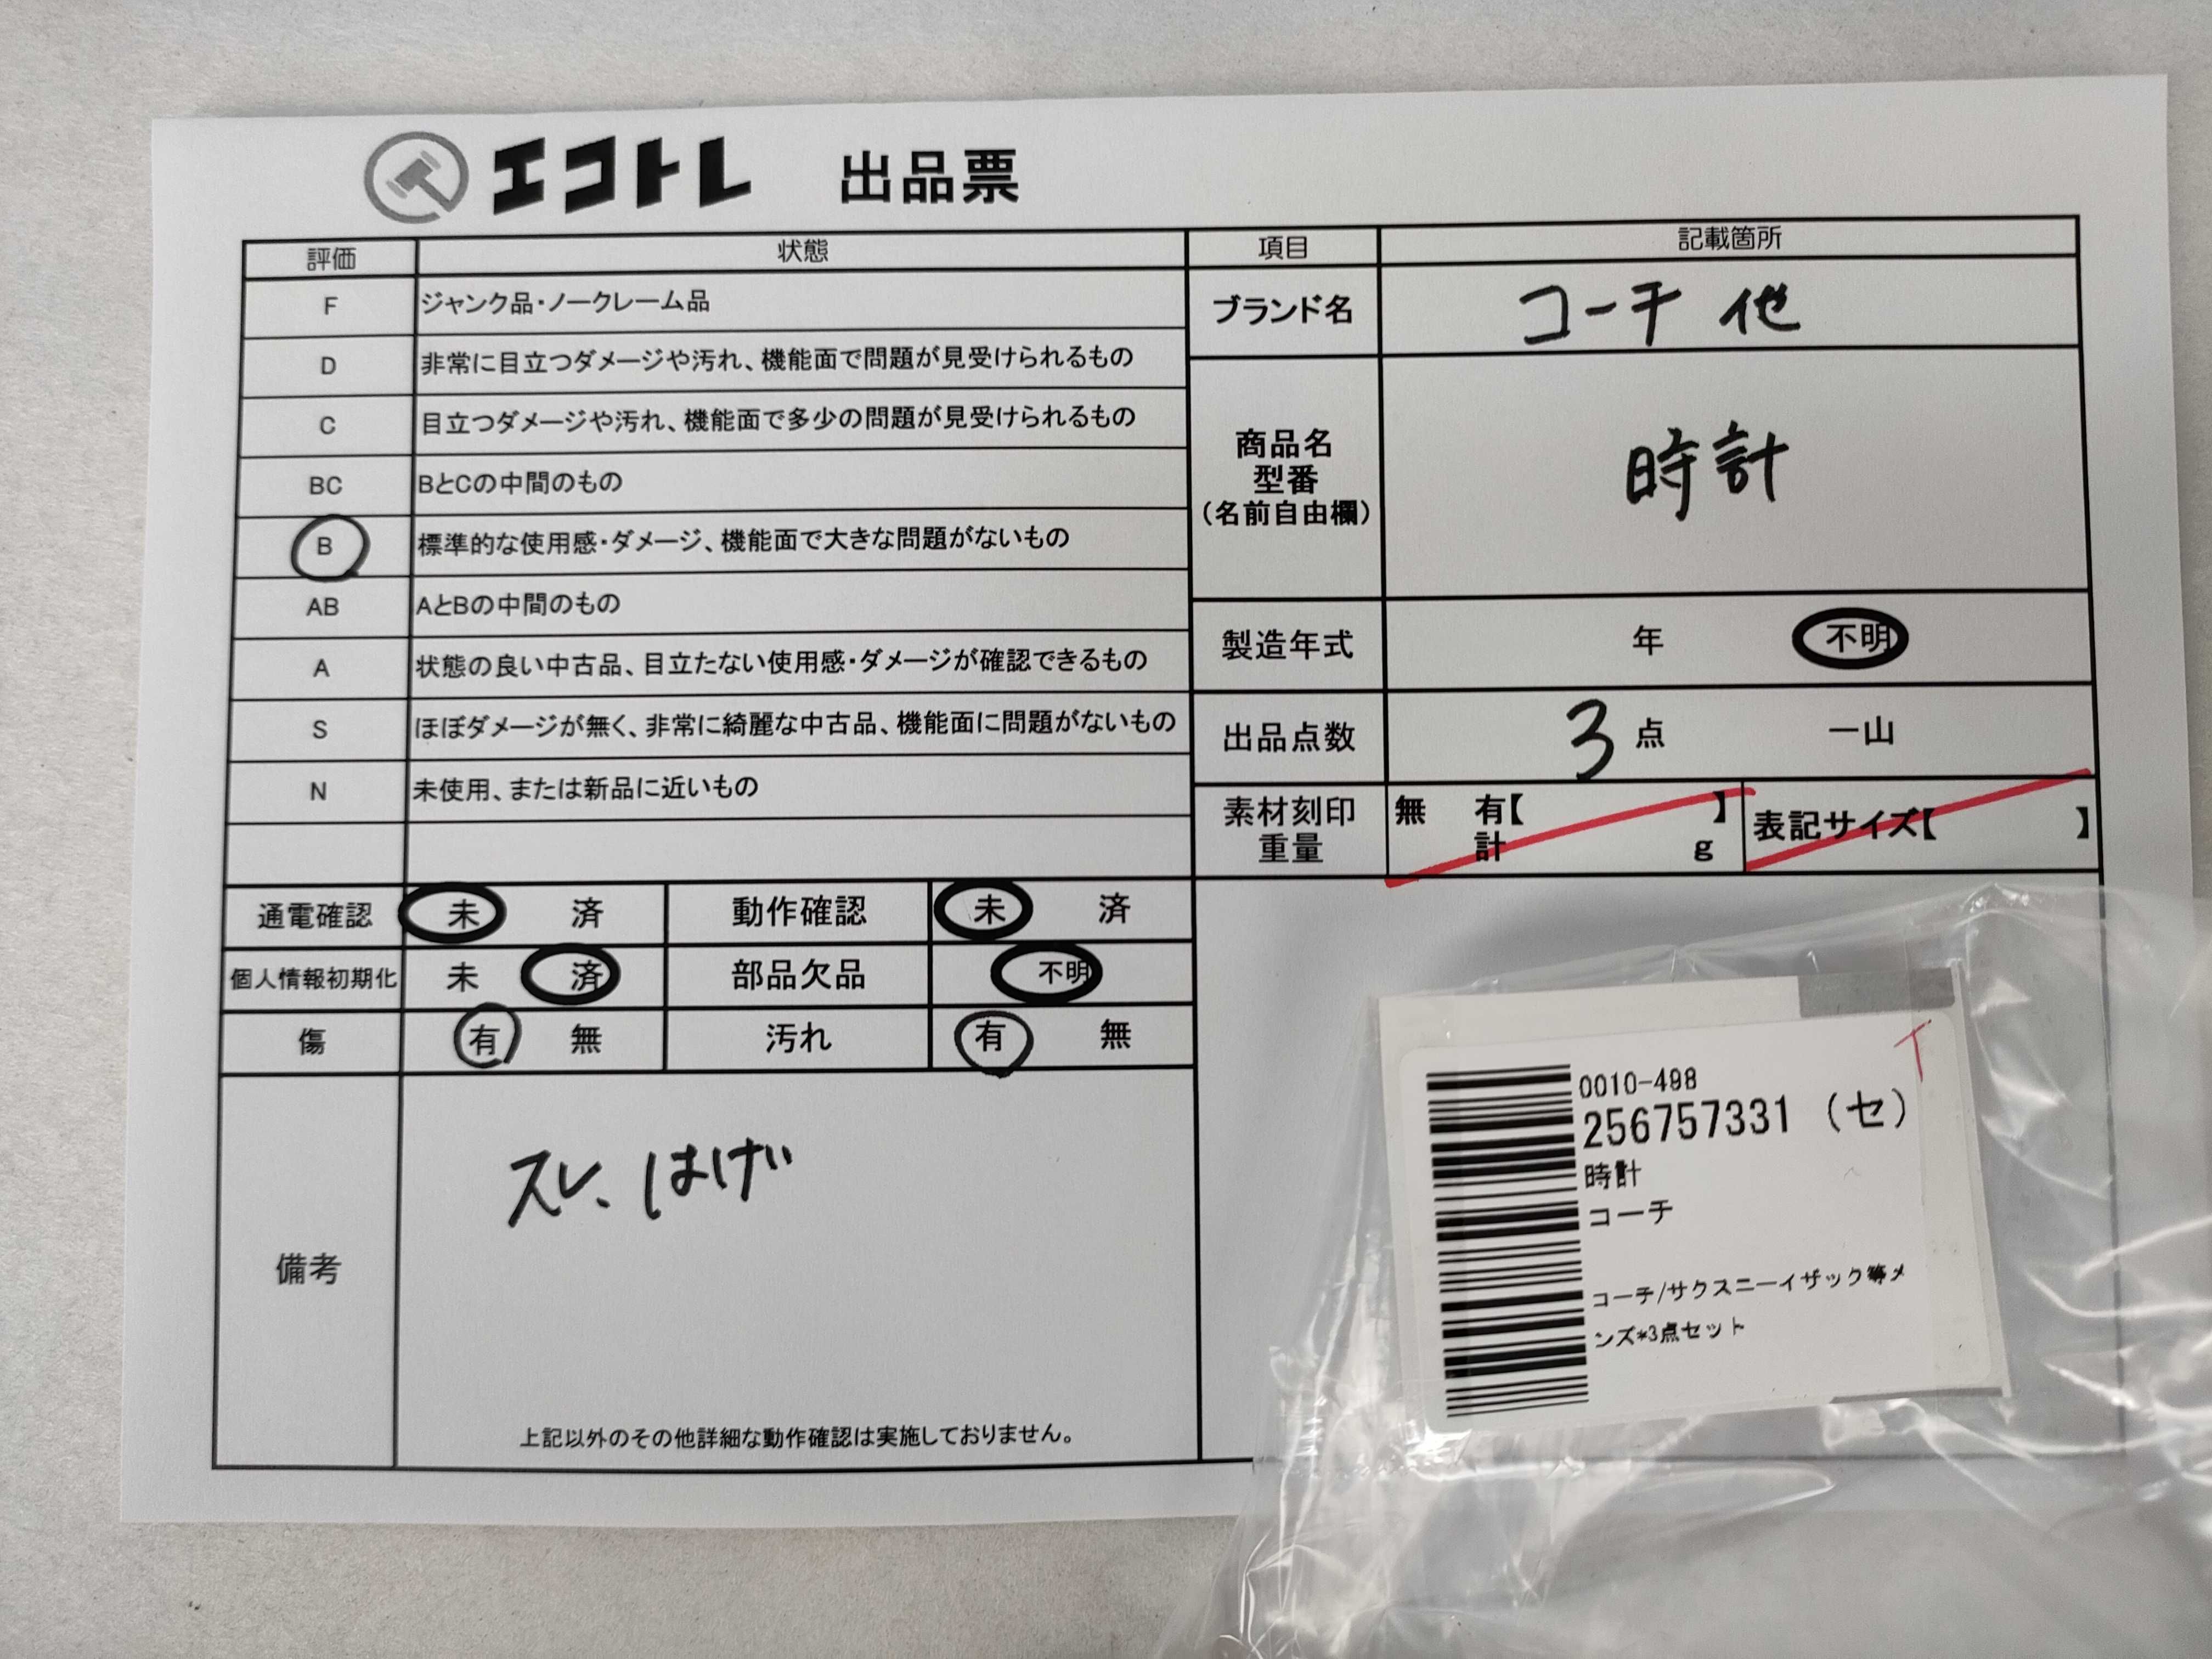 エコトレ 出品票
評価 状態
F ジャンク品・ノークレーム品
D 非常に目立つダメージや汚れ、機能面で問題が見受けられるもの
C 目立つダメージや汚れ、機能面で多少の問題が見受けられるもの
BC BとCの中間のもの
B 標準的な使用感・ダメージ、機能面で大きな問題がないもの
AB AとBの中間のもの
A 状態の良い中古品、目立たない使用感・ダメージが確認できるもの
S ほぼダメージが無く、非常に綺麗な中古品、機能面に問題がないもの
N 未使用、または新品に近いもの
通電確認 未 済 動作確認 未 済
個人情報初期化 未 済 部品欠品 不明
傷 有 無 汚れ 有 無
備考
スレ、はげ
上記以外のその他詳細な動作確認は実施しておりません。
項目 記載箇所
ブランド名 コーチ 他
商品名
型番
(名前自由欄)
時計
製造年式 年 不明
出品点数 3 点 一山
素材刻印
重量
無 有【 】
計 g
表記サイズ【 】
0010-498
256757331 (セ)
時計
コーチ
コーチ/サクスニーイザック等メ
ンズ*3点セット